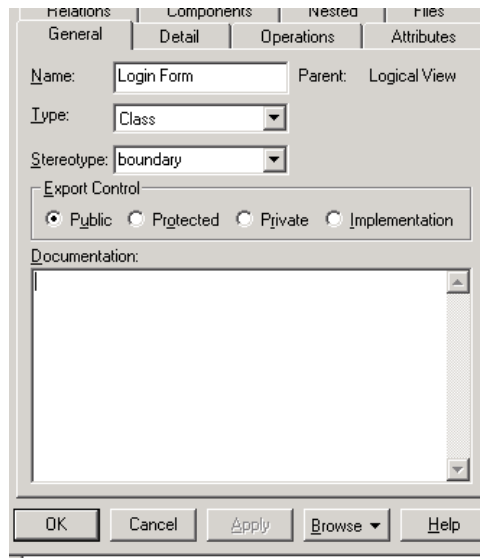 Relations Components Nested Files
General Detail Operations Attributes
Name: Login Form Parent: Logical View
Type: Class
Stereotype: boundary
Export Control
Public Protected Private Implementation
Documentation:
OK Cancel Apply Browse Help